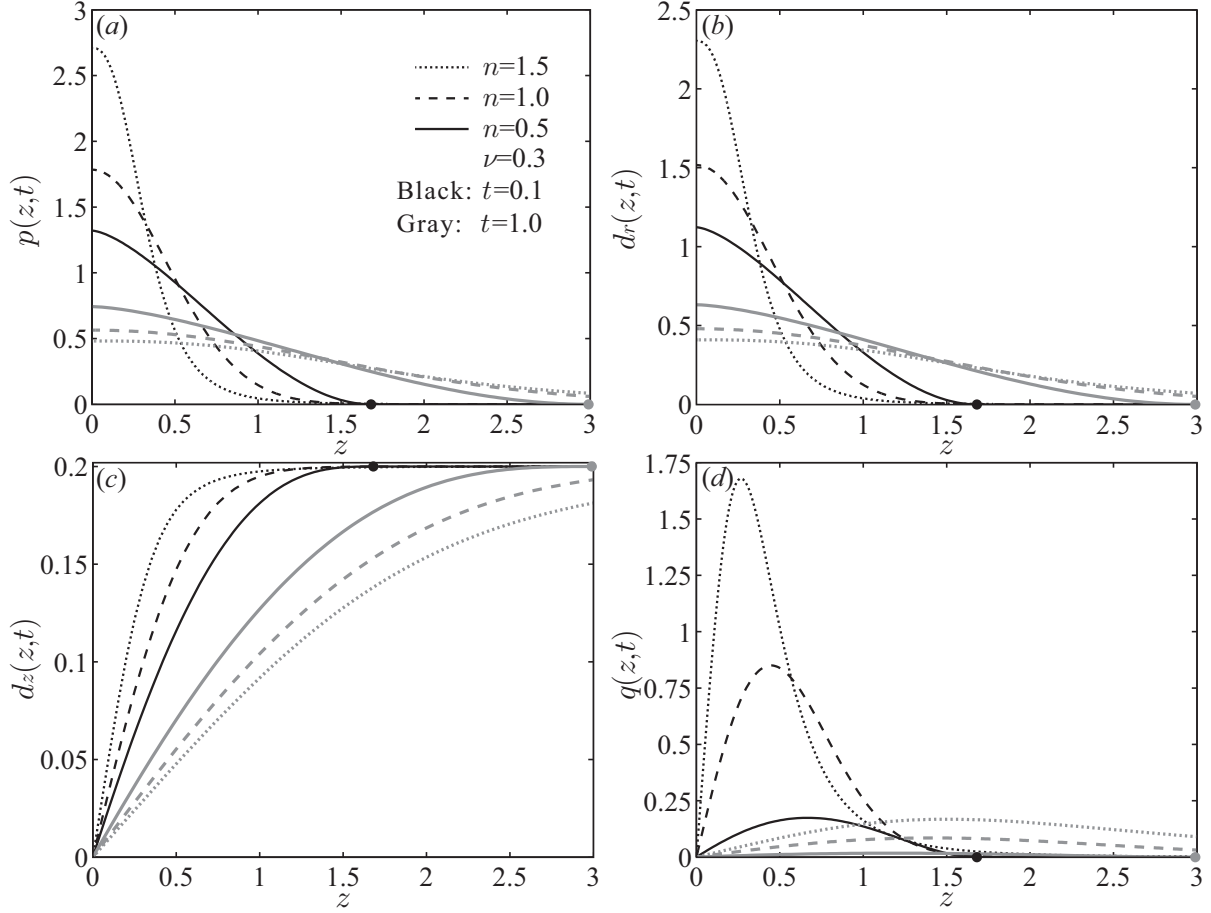 (a)
3
2.5
2
1.5
1
0.5
0
p(z,t)
n=1.5
n=1.0
n=0.5
ν=0.3
Black: t=0.1
Gray: t=1.0
0 0.5 1 1.5 2 2.5 3
z
(b)
2.5
2
1.5
1
0.5
0
dr(z,t)
0 0.5 1 1.5 2 2.5 3
z
(c)
0.2
0.15
0.1
0.05
0
dz(z,t)
0 0.5 1 1.5 2 2.5 3
z
(d)
1.75
1.5
1.25
1
0.75
0.5
0.25
0
q(z,t)
0 0.5 1 1.5 2 2.5 3
z